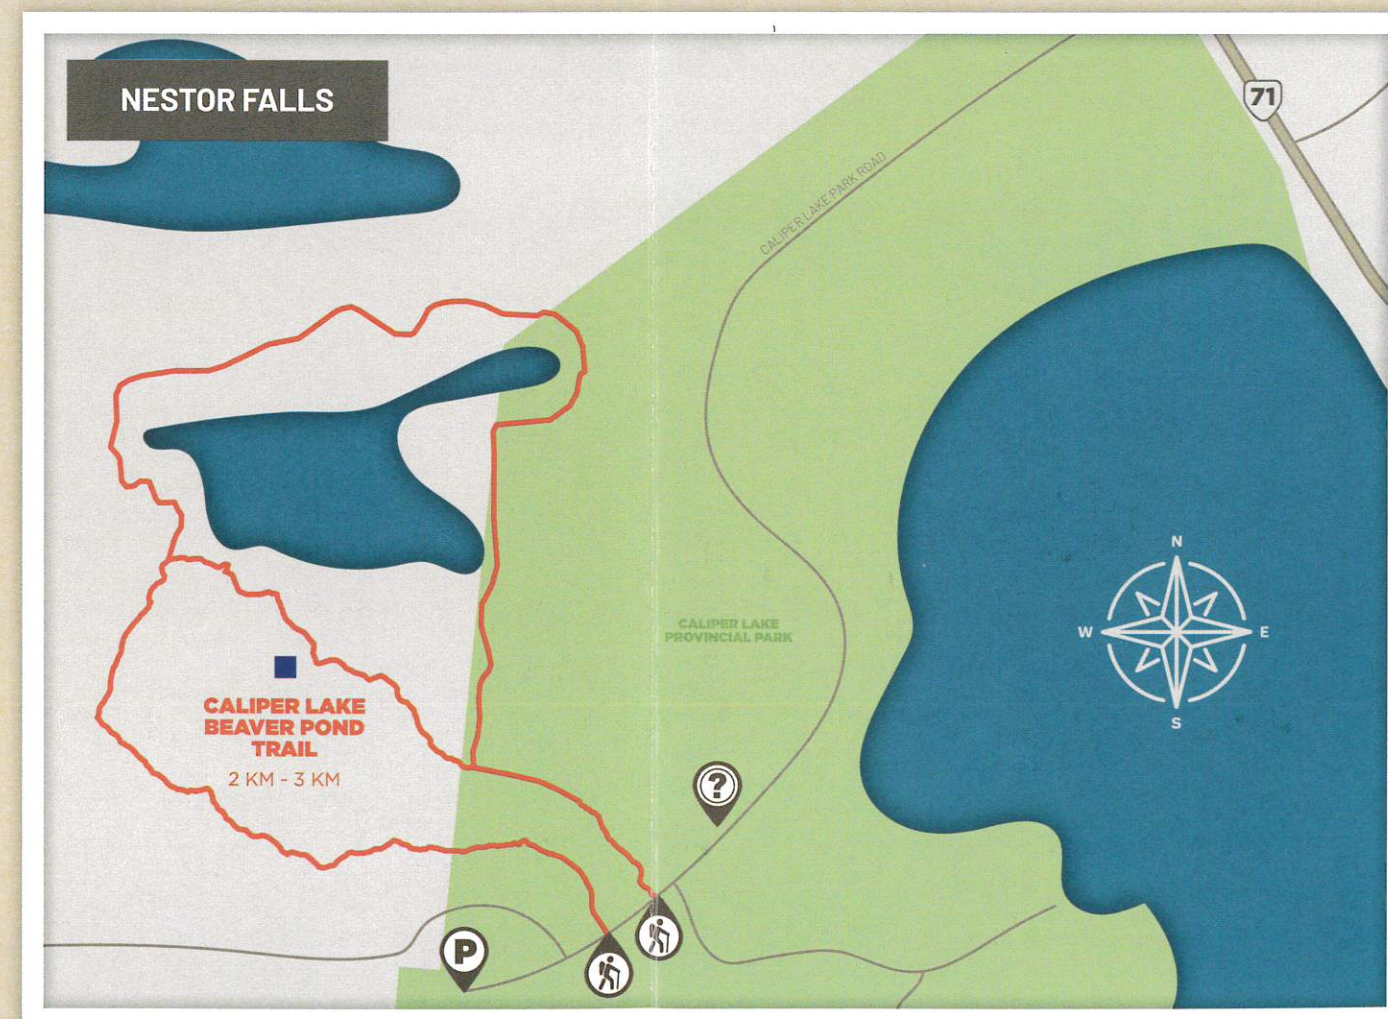 NESTOR FALLS
71
CALIPER LAKE PARK ROAD
CALIPER LAKE
PROVINCIAL PARK
N
W
E
S
CALIPER LAKE
BEAVER POND
TRAIL
2 KM - 3 KM
?
P